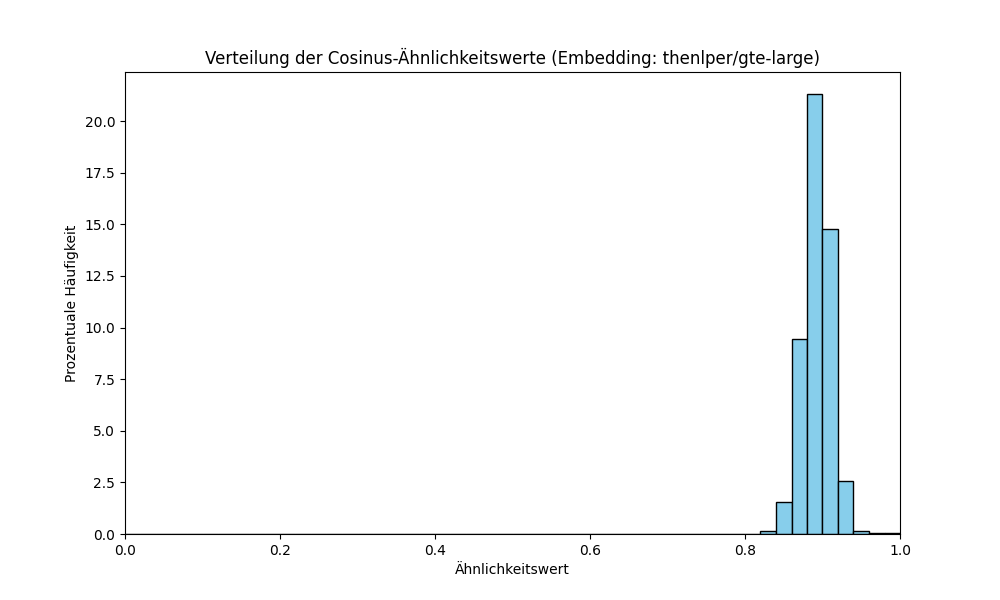 Verteilung der Cosinus-Ähnlichkeitswerte (Embedding: thenlper/gte-large)
Prozentuale Häufigkeit
20.0
17.5
15.0
12.5
10.0
7.5
5.0
2.5
0.0
0.0 0.2 0.4 0.6 0.8 1.0
Ähnlichkeitswert